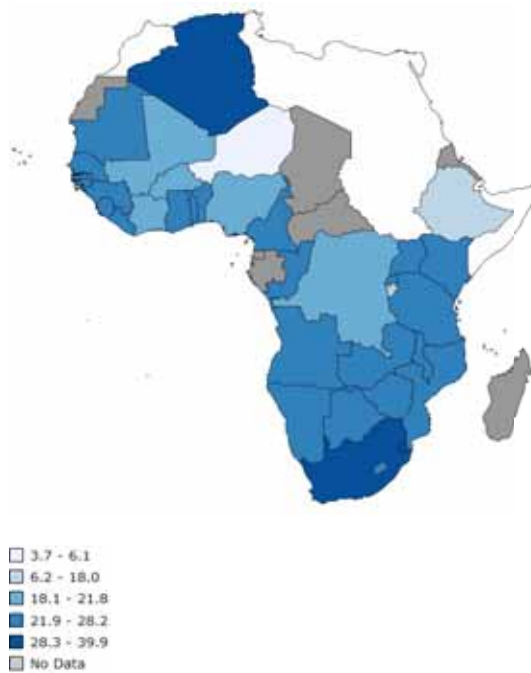 3.7 - 6.1
6.2 - 18.0
18.1 - 21.8
21.9 - 28.2
28.3 - 39.9
No Data